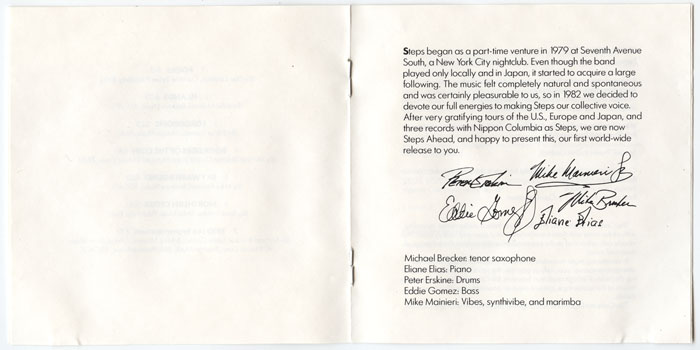 Steps began as a part-time venture in 1979 at Seventh Avenue
South, a New York City nightclub. Even though the band
played only locally and in Japan, it started to acquire a large
following. The music felt completely natural and spontaneous
and was certainly pleasurable to us, so in 1982 we decided to
devote our full energies to making Steps our collective voice.
After very gratifying tours of the U.S., Europe and Japan, and
three records with Nippon Columbia as Steps, we are now
Steps Ahead, and happy to present this, our first world-wide
release to you.
Peter Erskine Mike Mainieri
Eddie Gomez Mike Brecker
Eliane Elias
Michael Brecker: tenor saxophone
Eliane Elias: Piano
Peter Erskine: Drums
Eddie Gomez: Bass
Mike Mainieri: Vibes, synthivibe, and marimba